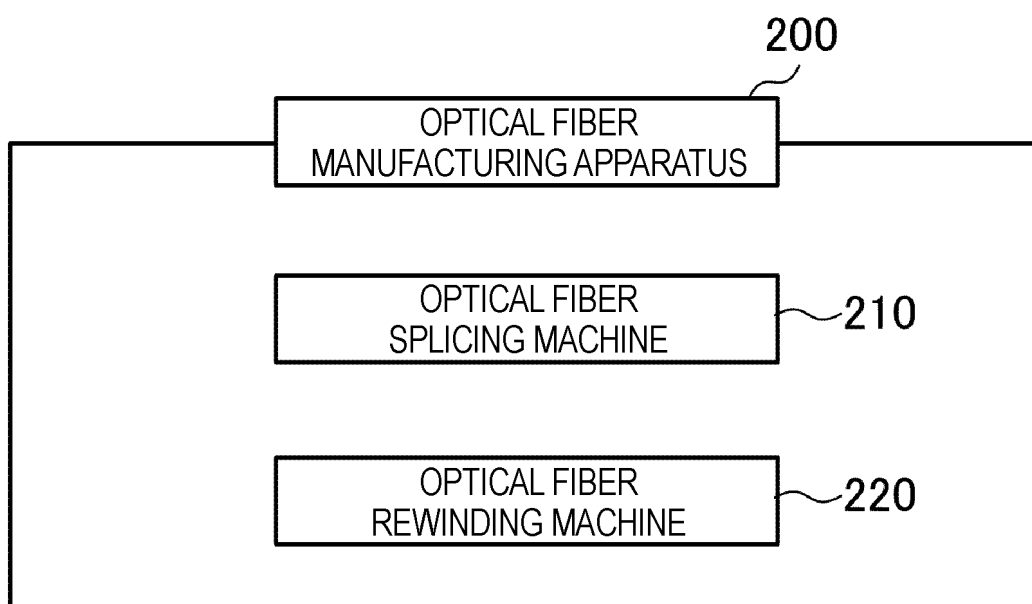 200
OPTICAL FIBER
MANUFACTURING APPARATUS
OPTICAL FIBER
SPLICING MACHINE
210
OPTICAL FIBER
REWINDING MACHINE
220